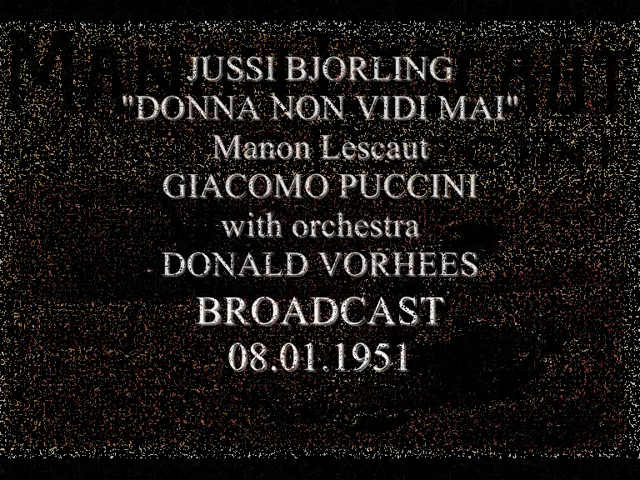 JUSSI BJORLING
"DONNA NON VIDI MAI"
Manon Lescaut
GIACOMO PUCCINI
with orchestra
DONALD VORHEES
BROADCAST
08.01.1951